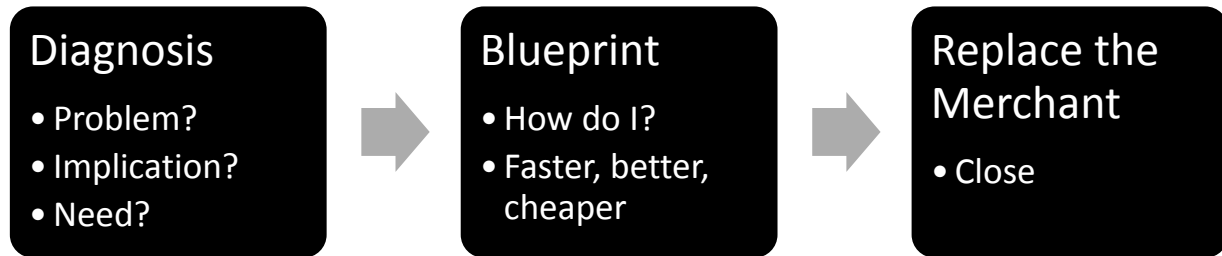 Diagnosis
• Problem?
• Implication?
• Need?
Blueprint
• How do I?
• Faster, better,
cheaper
Replace the
Merchant
• Close